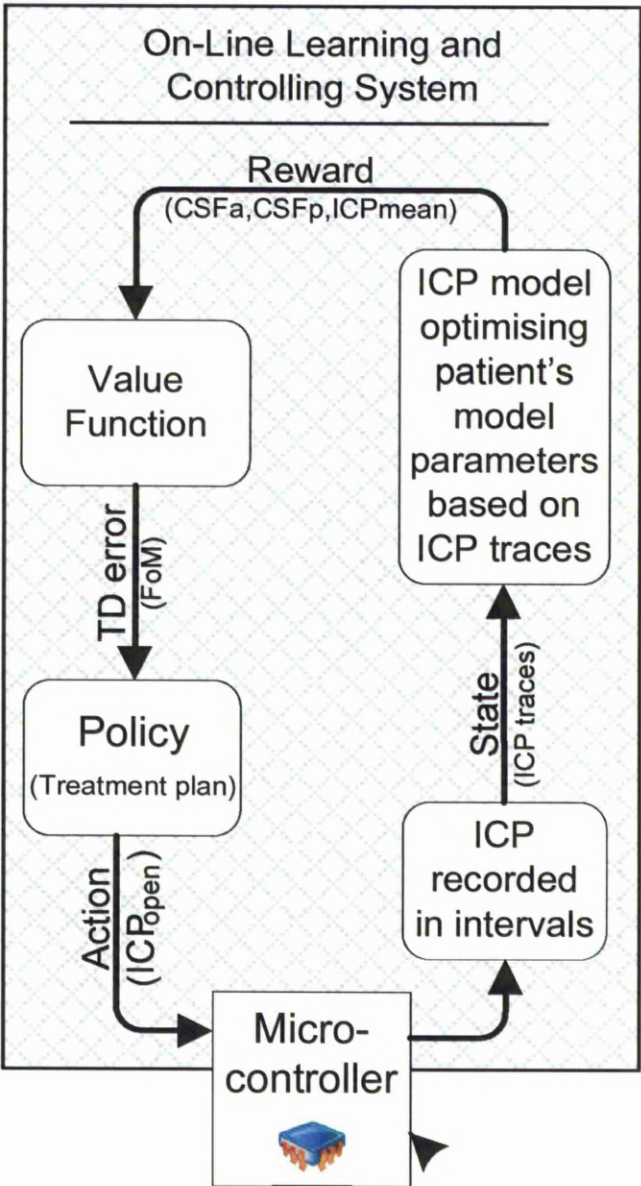 On-Line Learning and
Controlling System
Reward
(CSFa,CSFp,ICPmean)
Value
Function
TD error
(FoM)
Policy
(Treatment plan)
Action
(ICPopen)
Micro-
controller
ICP
recorded
in intervals
State
(ICP traces)
ICP model
optimising
patient's
model
parameters
based on
ICP traces